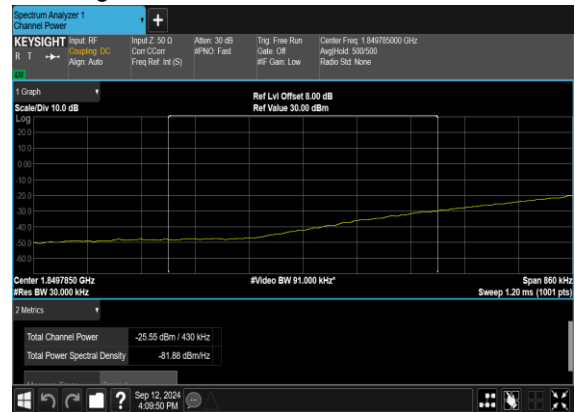 Spectrum Analyzer 1
Channel Power
KEYSIGHT Input: RF Input Z: 50 Ω Atten: 30 dB Trig: Free Run Center Freq: 1.849785000 GHz
R T Coupling: DC Corr CCorr #PNO: Fast Gate: Off Avg|Hold: 500/500
Align: Auto Freq Ref: Int (S) #IF Gain: Low Radio Std: None
1 Graph Ref Lvl Offset 8.00 dB
Scale/Div 10.0 dB Ref Value 30.00 dBm
Log
20.0
10.0
0.00
-10.0
-20.0
-30.0
-40.0
-50.0
-60.0
Center 1.8497850 GHz #Video BW 91.000 kHz* Span 860 kHz
#Res BW 30.000 kHz Sweep 1.20 ms (1001 pts)
2 Metrics
Total Channel Power -25.55 dBm / 430 kHz
Total Power Spectral Density -81.88 dBm/Hz
Sep 12, 2024
4:09:50 PM